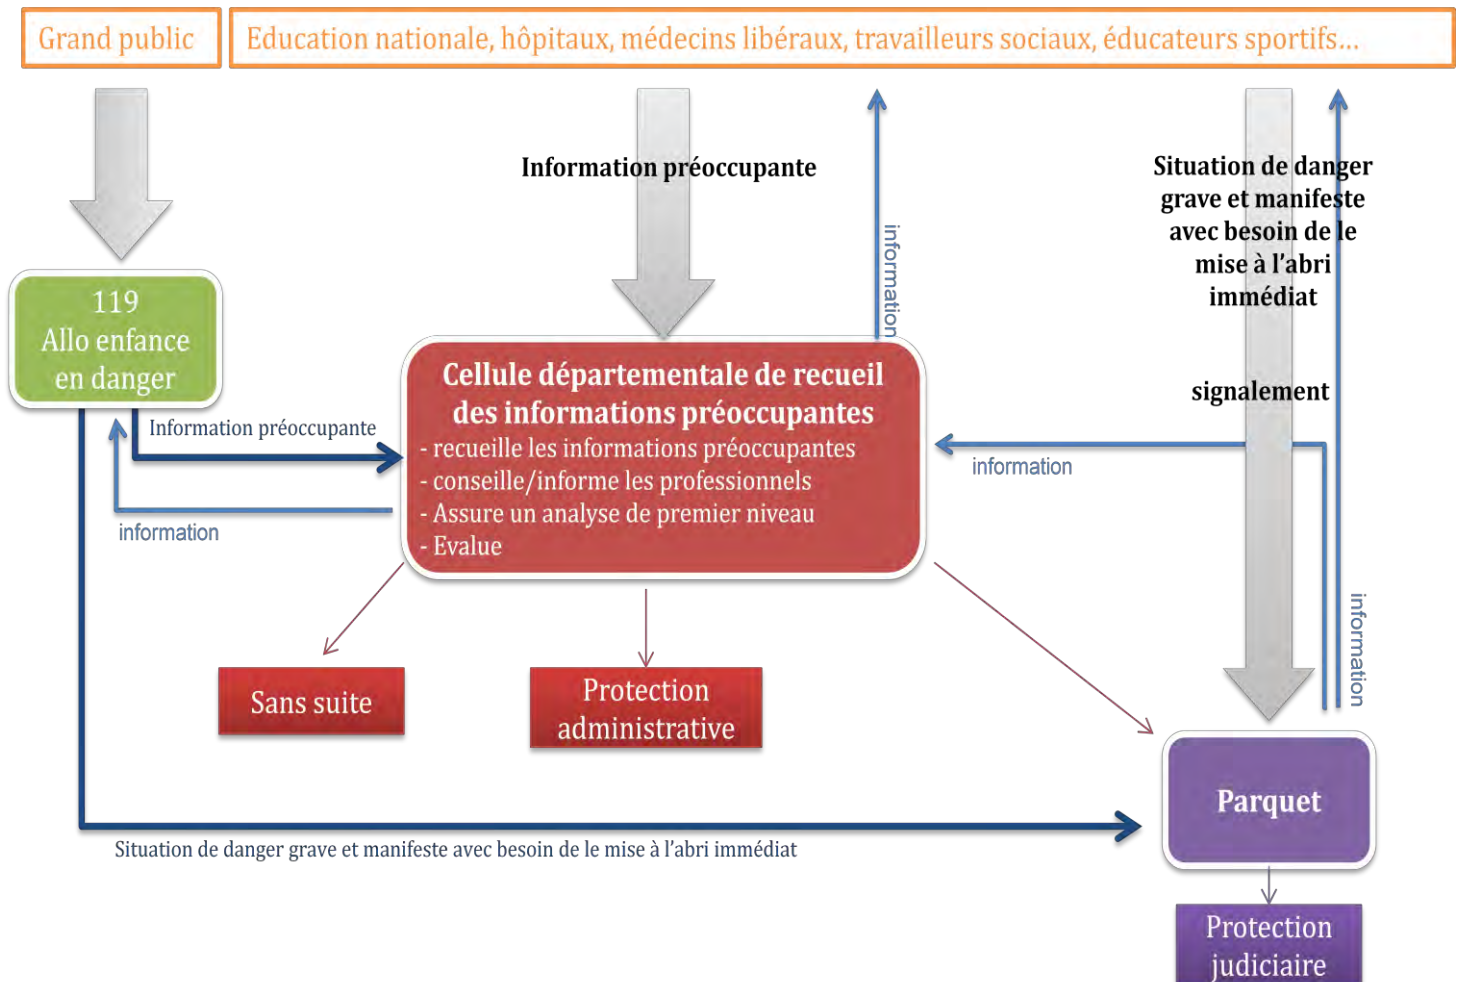 Grand public
Education nationale, hôpitaux, médecins libéraux, travailleurs sociaux, éducateurs sportifs...
Information préoccupante
information
Situation de danger
grave et manifeste
avec besoin de le
mise à l'abri
immédiat
signalement
119
Allo enfance
en danger
Information préoccupante
information
Cellule départementale de recueil
des informations préoccupantes
- recueille les informations préoccupantes
- conseille/informe les professionnels
- Assure un analyse de premier niveau
- Evalue
information
information
Sans suite
Protection
administrative
Parquet
Situation de danger grave et manifeste avec besoin de le mise à l'abri immédiat
Protection
judiciaire